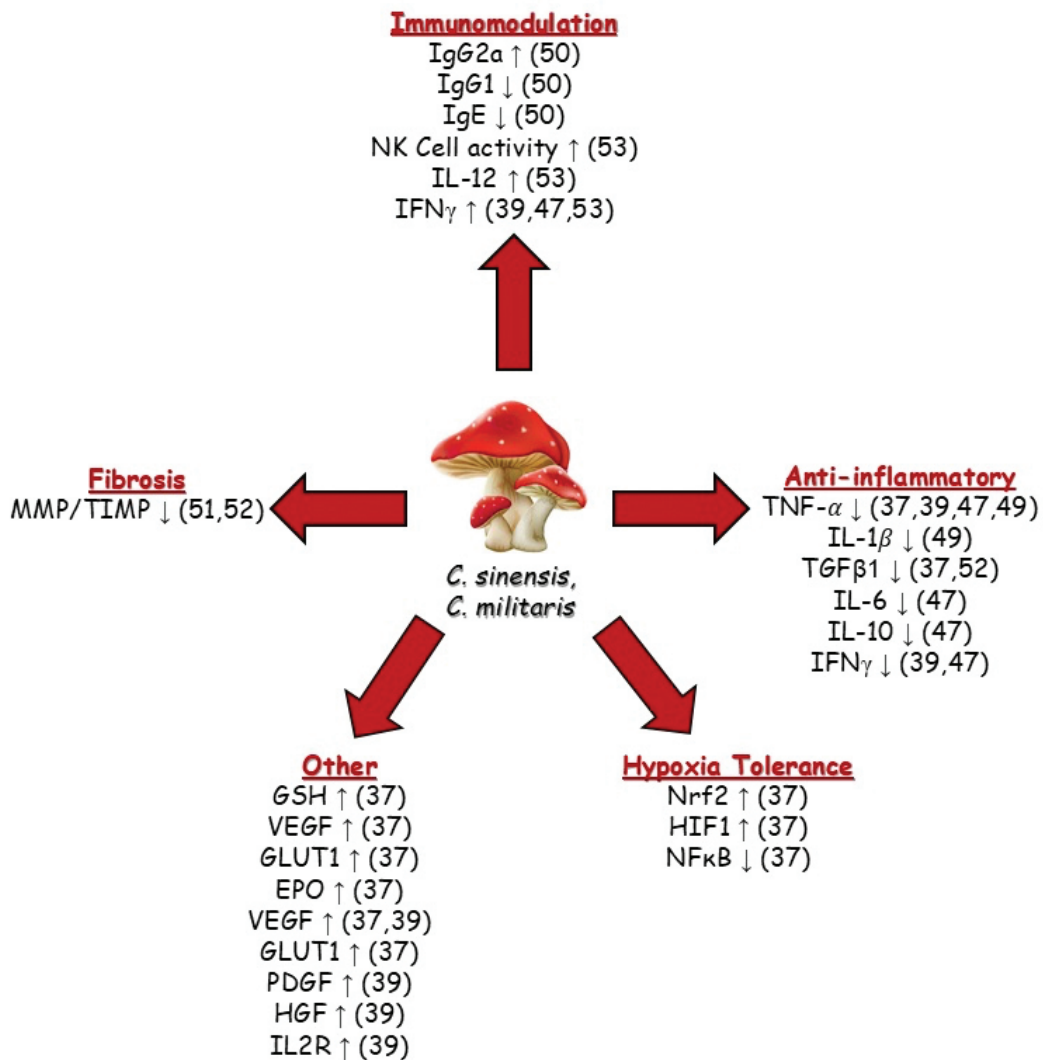 Immunomodulation
IgG2a ↑ (50)
IgG1 ↓ (50)
IgE ↓ (50)
NK Cell activity ↑ (53)
IL-12 ↑ (53)
IFNγ ↑ (39,47,53)
Fibrosis
MMP/TIMP ↓ (51,52)
C. sinensis,
C. militaris
Anti-inflammatory
TNF-α ↓ (37,39,47,49)
IL-1β ↓ (49)
TGFβ1 ↓ (37,52)
IL-6 ↓ (47)
IL-10 ↓ (47)
IFNγ ↓ (39,47)
Other
GSH ↑ (37)
VEGF ↑ (37)
GLUT1 ↑ (37)
EPO ↑ (37)
VEGF ↑ (37,39)
GLUT1 ↑ (37)
PDGF ↑ (39)
HGF ↑ (39)
IL2R ↑ (39)
Hypoxia Tolerance
Nrf2 ↑ (37)
HIF1 ↑ (37)
NFκB ↓ (37)